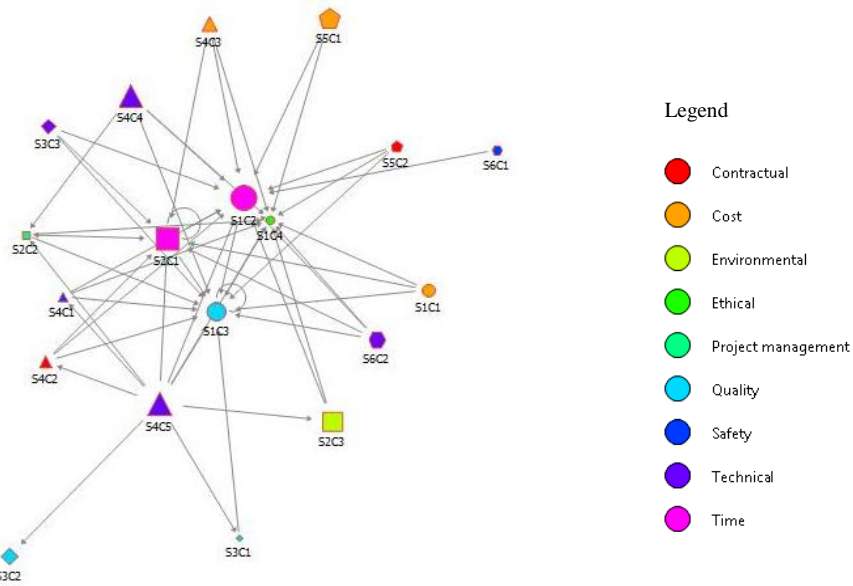 S4C3
S5C1
S4C4
S3C3
S5C2
S6C1
S1C2
S1C4
S2C2
S2C1
S4C1
S1C1
S1C3
S6C2
S4C2
S4C5
S2C3
S3C1
S3C2
Legend
Contractual
Cost
Environmental
Ethical
Project management
Quality
Safety
Technical
Time